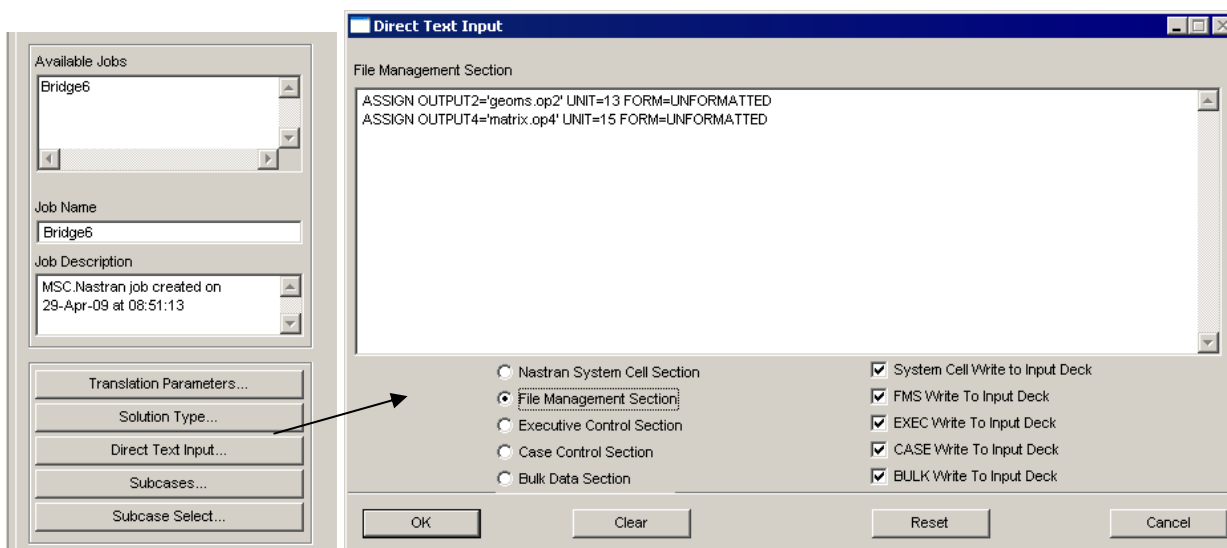 Available Jobs
Bridge6
Job Name
Bridge6
Job Description
MSC.Nastran job created on
29-Apr-09 at 08:51:13
Translation Parameters...
Solution Type...
Direct Text Input...
Subcases...
Subcase Select...
Direct Text Input
File Management Section
ASSIGN OUTPUT2='geoms.op2' UNIT=13 FORM=UNFORMATTED
ASSIGN OUTPUT4='matrix.op4' UNIT=15 FORM=UNFORMATTED
Nastran System Cell Section
File Management Section
Executive Control Section
Case Control Section
Bulk Data Section
System Cell Write to Input Deck
FMS Write To Input Deck
EXEC Write To Input Deck
CASE Write To Input Deck
BULK Write To Input Deck
OK
Clear
Reset
Cancel